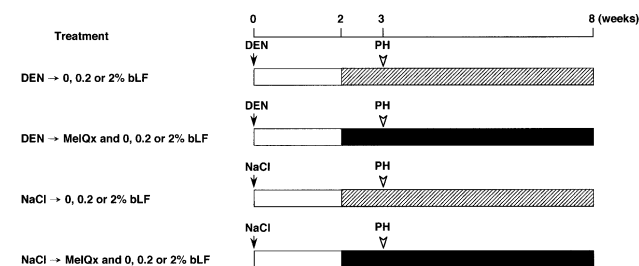 0 2 3 8 (weeks)
Treatment
DEN PH
DEN → 0, 0.2 or 2% bLF
DEN PH
DEN → MeIQx and 0, 0.2 or 2% bLF
NaCl PH
NaCl → 0, 0.2 or 2% bLF
NaCl PH
NaCl → MeIQx and 0, 0.2 or 2% bLF